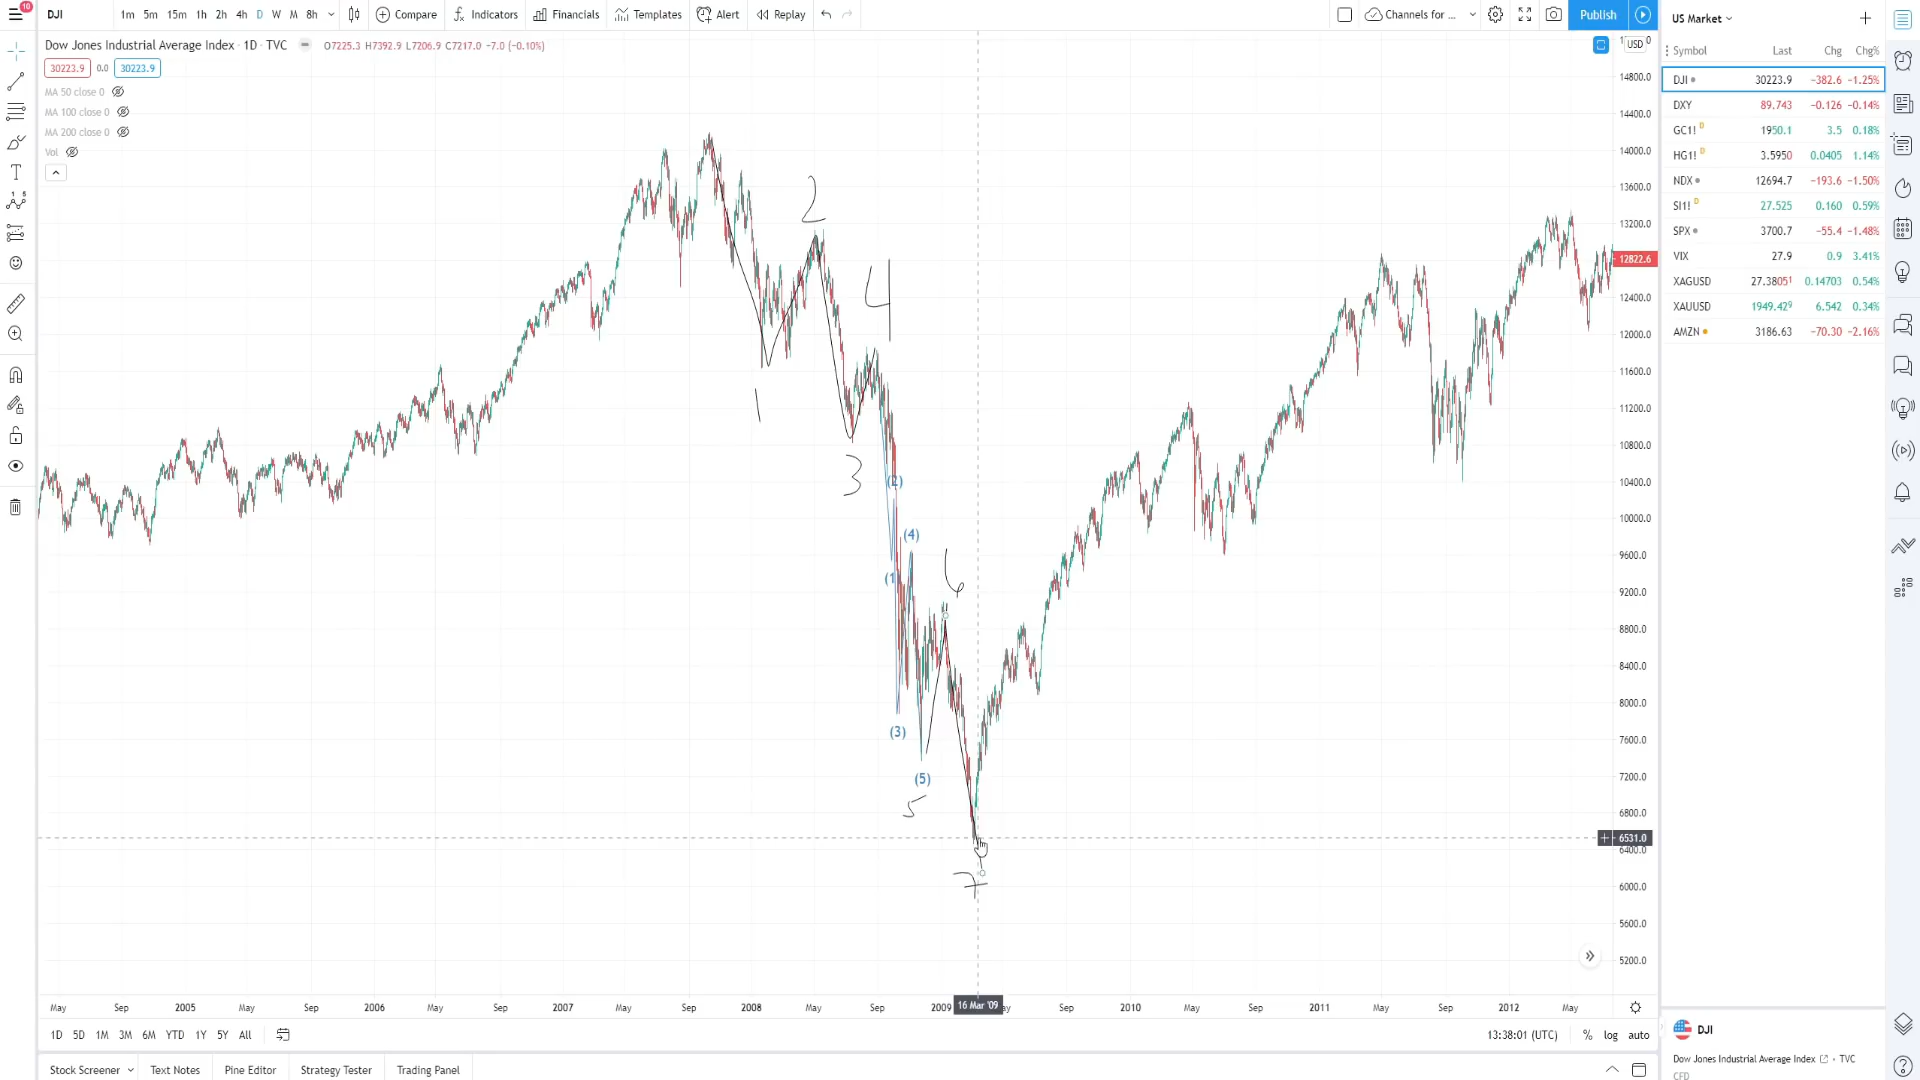 10
DJI
1m 5m 15m 1h 2h 4h D W M 8h
Compare
Indicators
Financials
Templates
Alert
Replay
Channels for ...
Publish
Dow Jones Industrial Average Index · 1D · TVC
O7225.3 H7392.9 L7206.9 C7217.0 −7.0 (−0.10%)
30223.9 0.0 30223.9
MA 50 close 0
MA 100 close 0
MA 200 close 0
Vol
1
2
3
4
5
6
7
(2)
(4)
(1
(3)
(5)
USD
14800.0
14400.0
14000.0
13600.0
13200.0
12822.6
12400.0
12000.0
11600.0
11200.0
10800.0
10400.0
10000.0
9600.0
9200.0
8800.0
8400.0
8000.0
7600.0
7200.0
6800.0
6531.0
6400.0
6000.0
5600.0
5200.0
May Sep 2005 May Sep 2006 May Sep 2007 May Sep 2008 May Sep 2009 16 Mar '09 Sep 2010 May Sep 2011 May Sep 2012 May
1D 5D 1M 3M 6M YTD 1Y 5Y All
13:38:01 (UTC) % log auto
Stock Screener Text Notes Pine Editor Strategy Tester Trading Panel
US Market
Symbol Last Chg Chg%
DJI 30223.9 −382.6 −1.25%
DXY 89.743 −0.126 −0.14%
GC1! D 1950.1 3.5 0.18%
HG1! D 3.5950 0.0405 1.14%
NDX 12694.7 −193.6 −1.50%
SI1! D 27.525 0.160 0.59%
SPX 3700.7 −55.4 −1.48%
VIX 27.9 0.9 3.41%
XAGUSD 27.3805¹ 0.14703 0.54%
XAUUSD 1949.42⁹ 6.542 0.34%
AMZN 3186.63 −70.30 −2.16%
DJI
Dow Jones Industrial Average Index · TVC
CFD